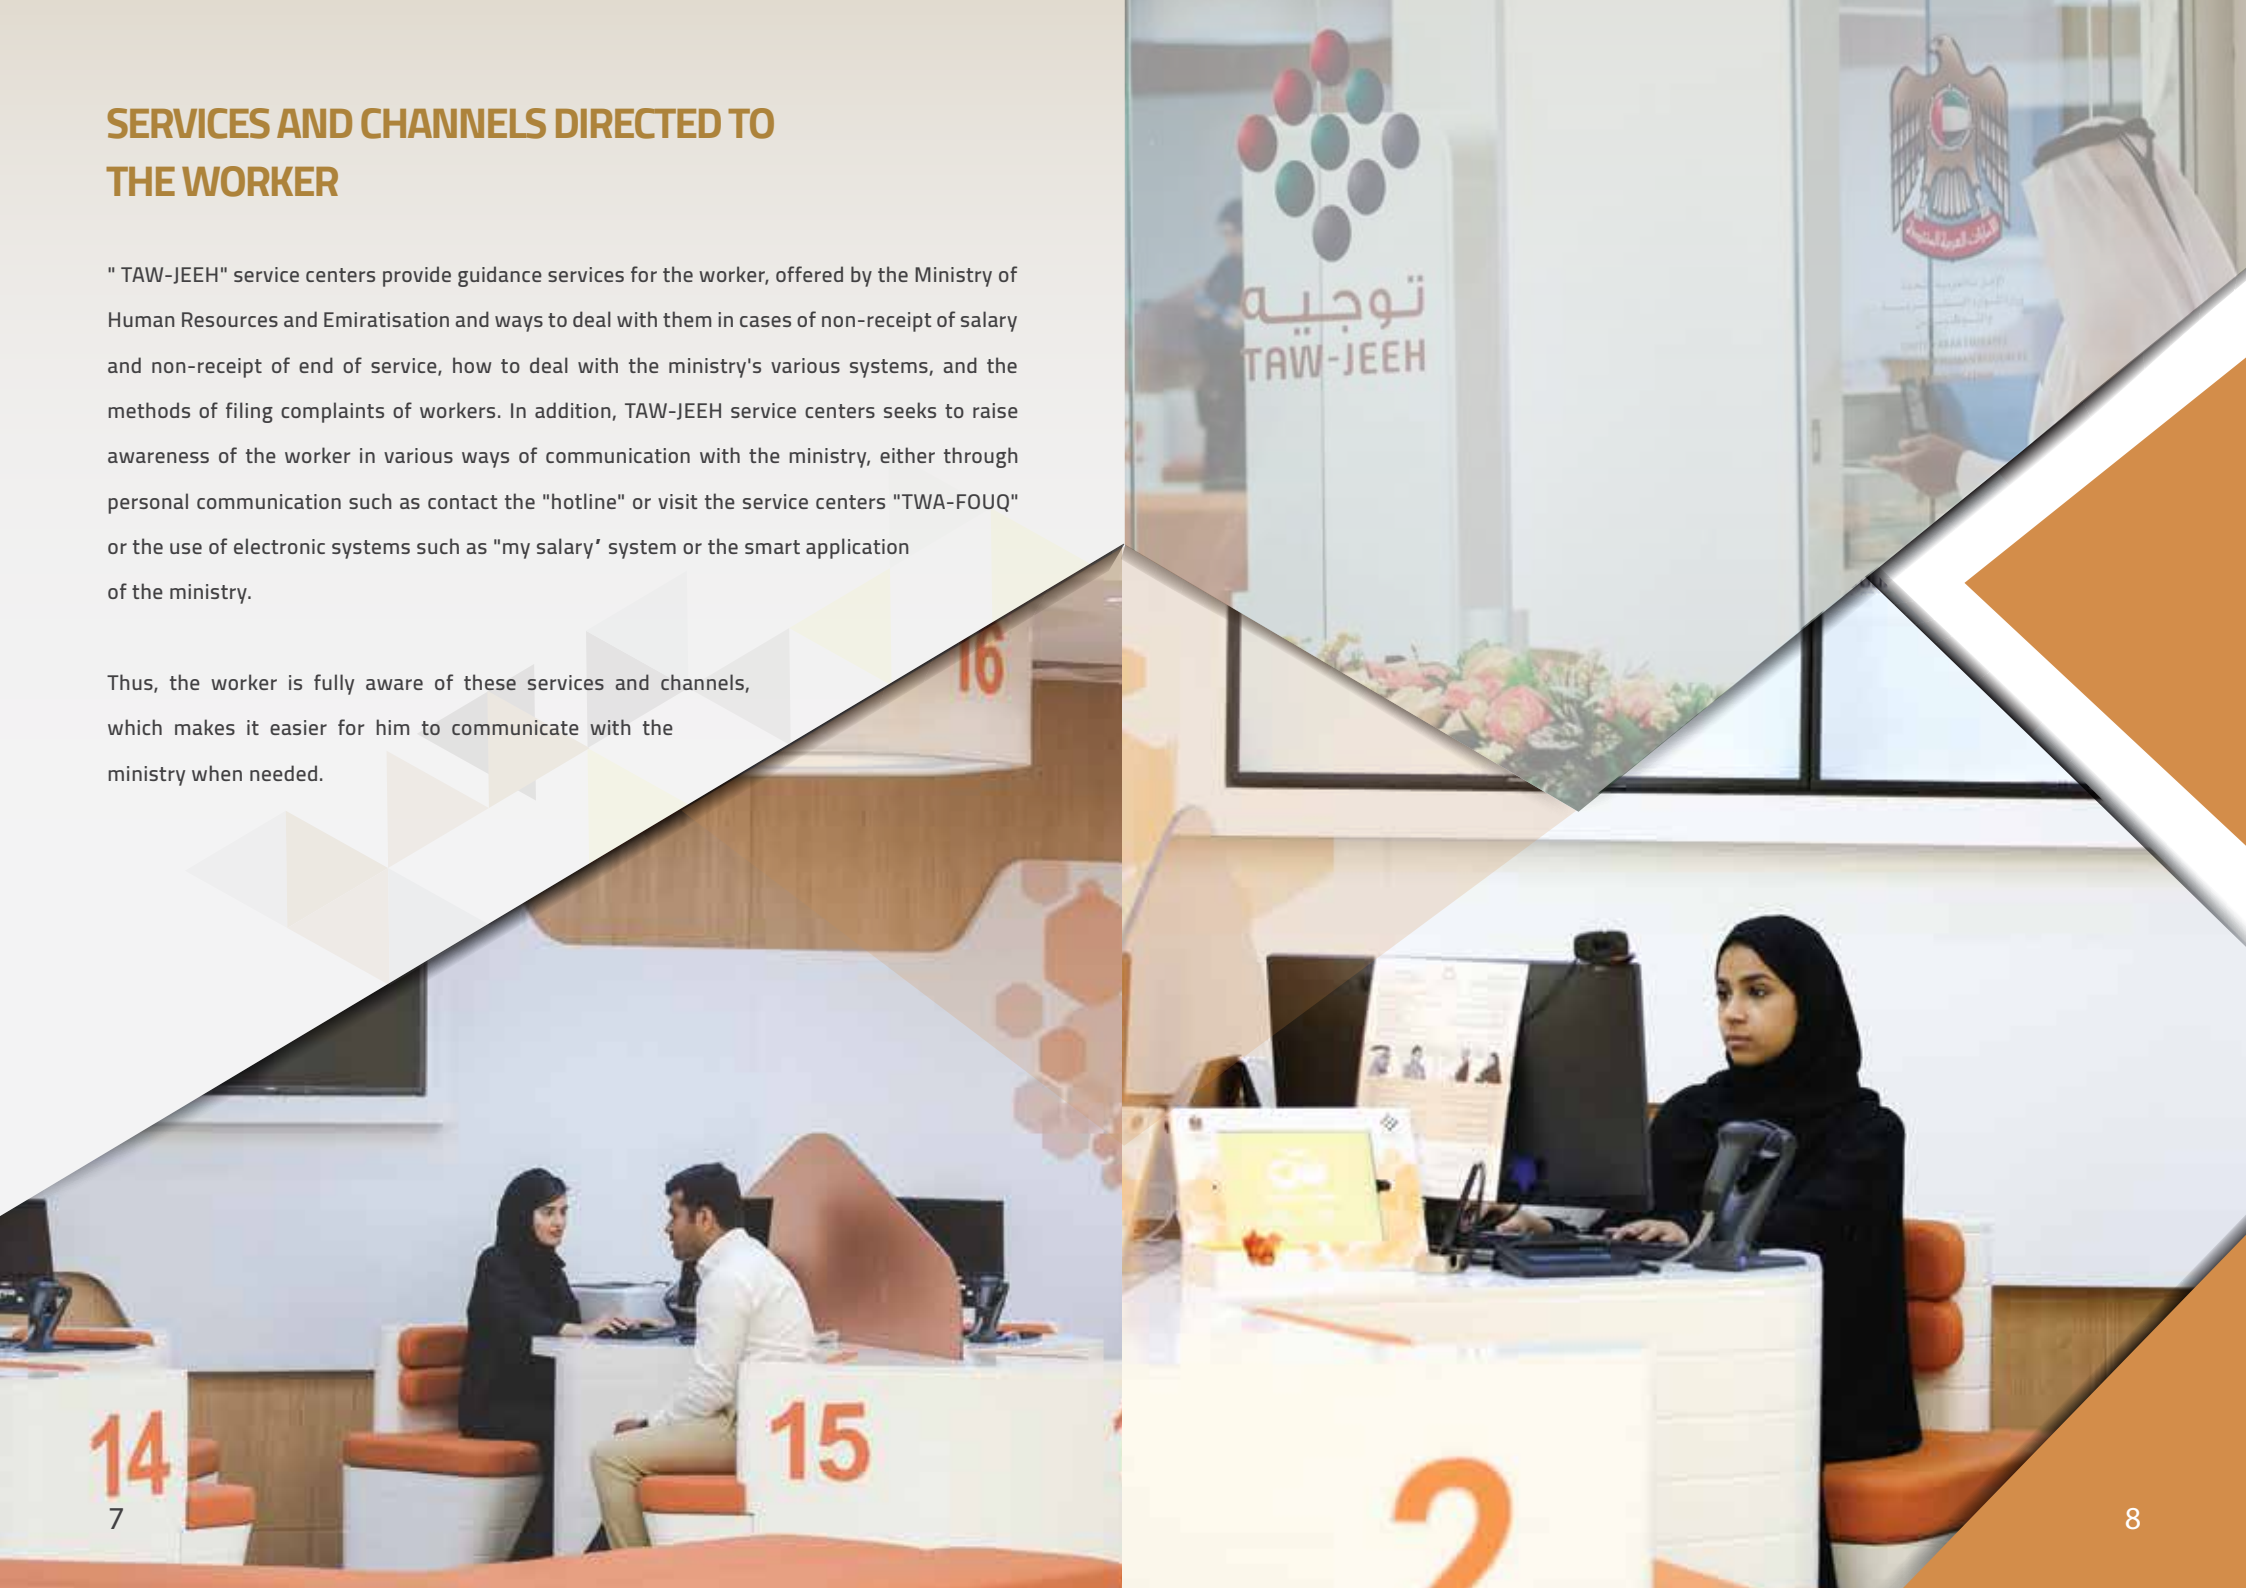 SERVICES AND CHANNELS DIRECTED TO
THE WORKER
" TAW-JEEH" service centers provide guidance services for the worker, offered by the Ministry of
Human Resources and Emiratisation and ways to deal with them in cases of non-receipt of salary
and non-receipt of end of service, how to deal with the ministry's various systems, and the
methods of filing complaints of workers. In addition, TAW-JEEH service centers seeks to raise
awareness of the worker in various ways of communication with the ministry, either through
personal communication such as contact the "hotline" or visit the service centers "TWA-FOUQ"
or the use of electronic systems such as "my salary’ system or the smart application
of the ministry.
Thus, the worker is fully aware of these services and channels,
which makes it easier for him to communicate with the
ministry when needed.
16
14
15
7
توجيه
TAW-JEEH
الإمارات العربية المتحدة
2
8